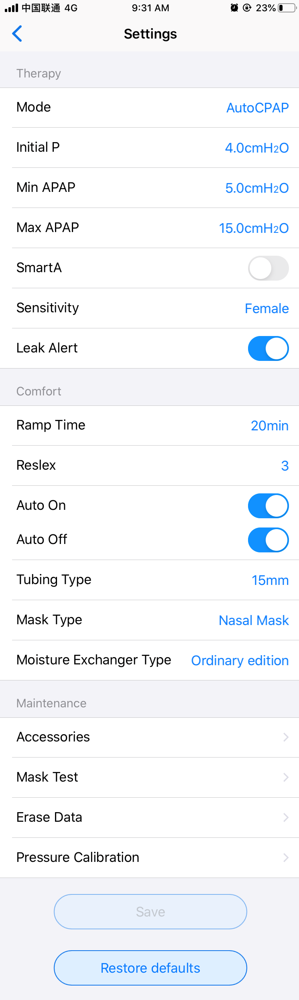 中国联通 4G 9:31 AM 23%
Settings
Therapy
Mode AutoCPAP
Initial P 4.0cmH2O
Min APAP 5.0cmH2O
Max APAP 15.0cmH2O
SmartA
Sensitivity Female
Leak Alert
Comfort
Ramp Time 20min
Reslex 3
Auto On
Auto Off
Tubing Type 15mm
Mask Type Nasal Mask
Moisture Exchanger Type Ordinary edition
Maintenance
Accessories
Mask Test
Erase Data
Pressure Calibration
Save
Restore defaults